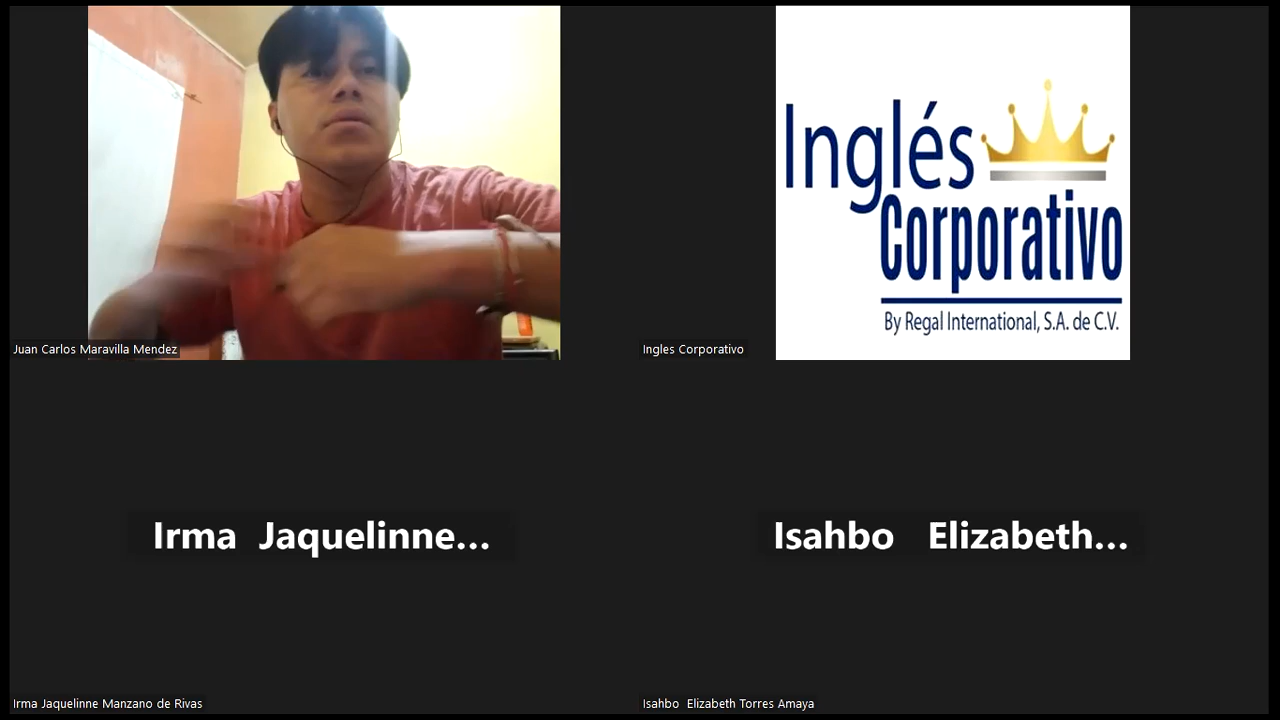 Inglés
Corporativo
By Regal International, S.A. de C.V.
Juan Carlos Maravilla Mendez
Ingles Corporativo
Irma Jaquelinne...
Isahbo Elizabeth...
Irma Jaquelinne Manzano de Rivas
Isahbo Elizabeth Torres Amaya